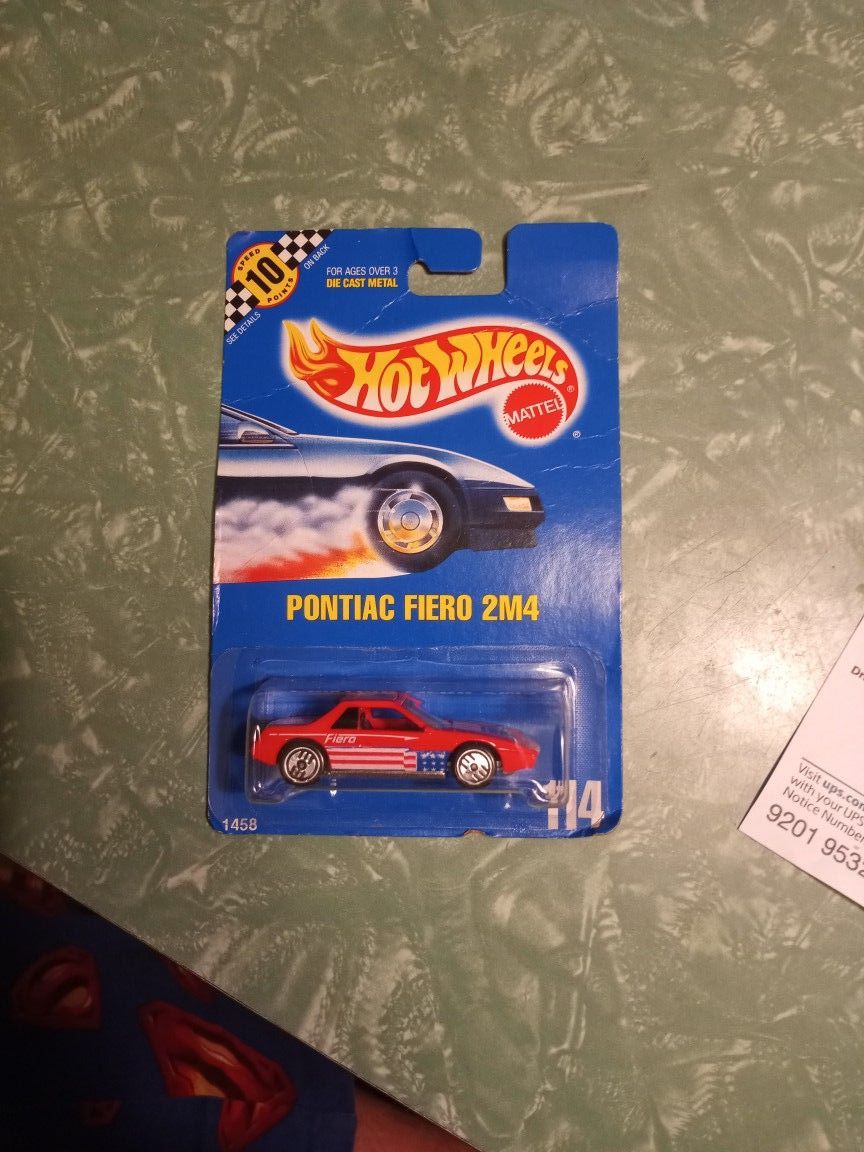 SPEED
10
POINTS
ON BACK
SEE DETAILS
FOR AGES OVER 3
DIE CAST METAL
HOT WHEELS®
MATTEL
®
PONTIAC FIERO 2M4
Fiero
114
1458
Visit ups.com
with your UPS
Notice Number
9201 953